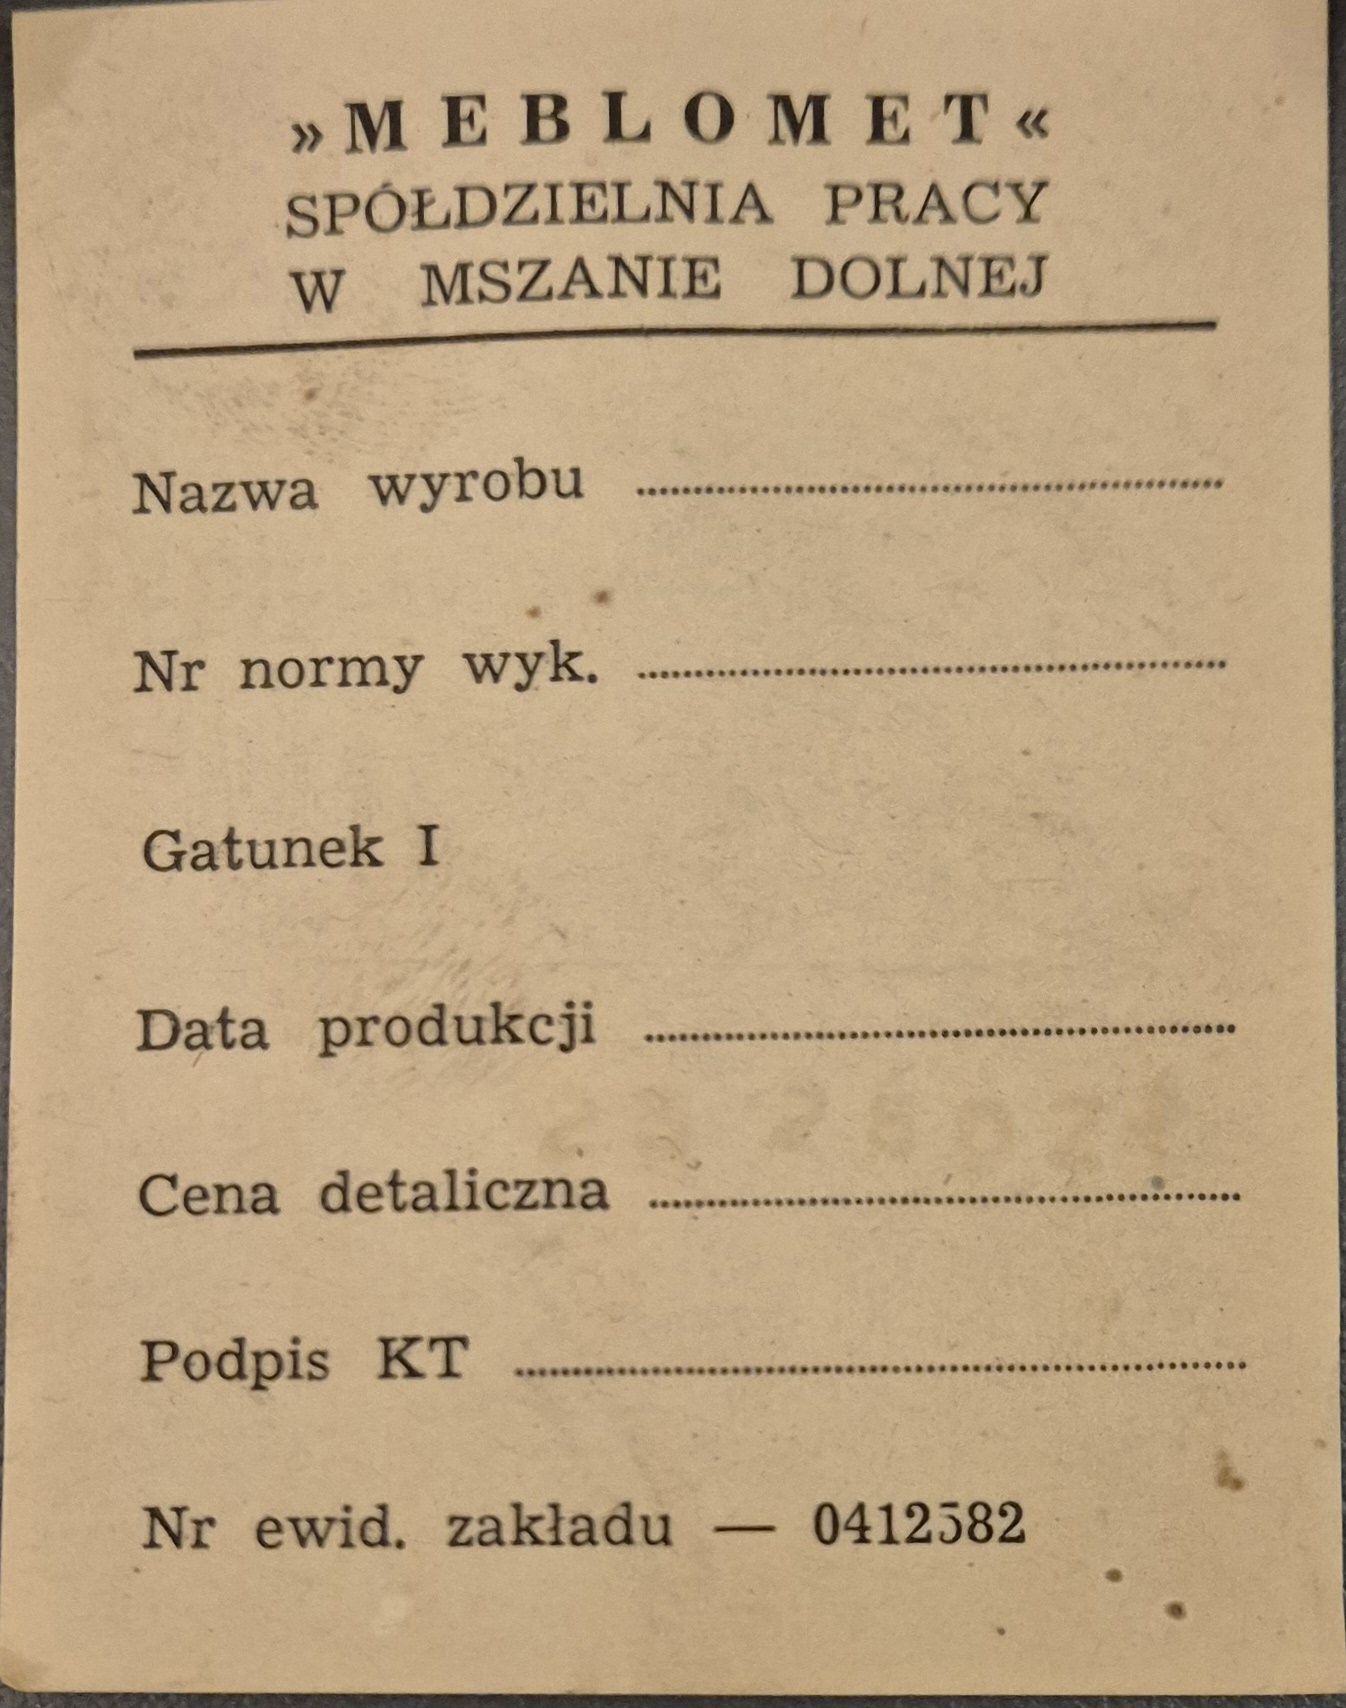 »MEBLOMET«
SPÓŁDZIELNIA PRACY
W MSZANIE DOLNEJ
Nazwa wyrobu ........................................
Nr normy wyk. ........................................
Gatunek I
Data produkcji ........................................
Cena detaliczna ........................................
Podpis KT ..................................................
Nr ewid. zakładu — 0412582